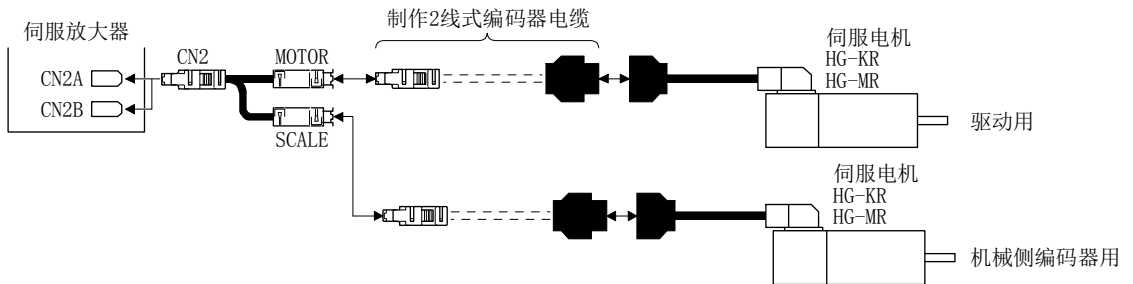 制作2线式编码器电缆
伺服放大器
CN2
MOTOR
伺服电机
HG-KR
HG-MR
CN2A
CN2B
SCALE
驱动用
伺服电机
HG-KR
HG-MR
机械侧编码器用